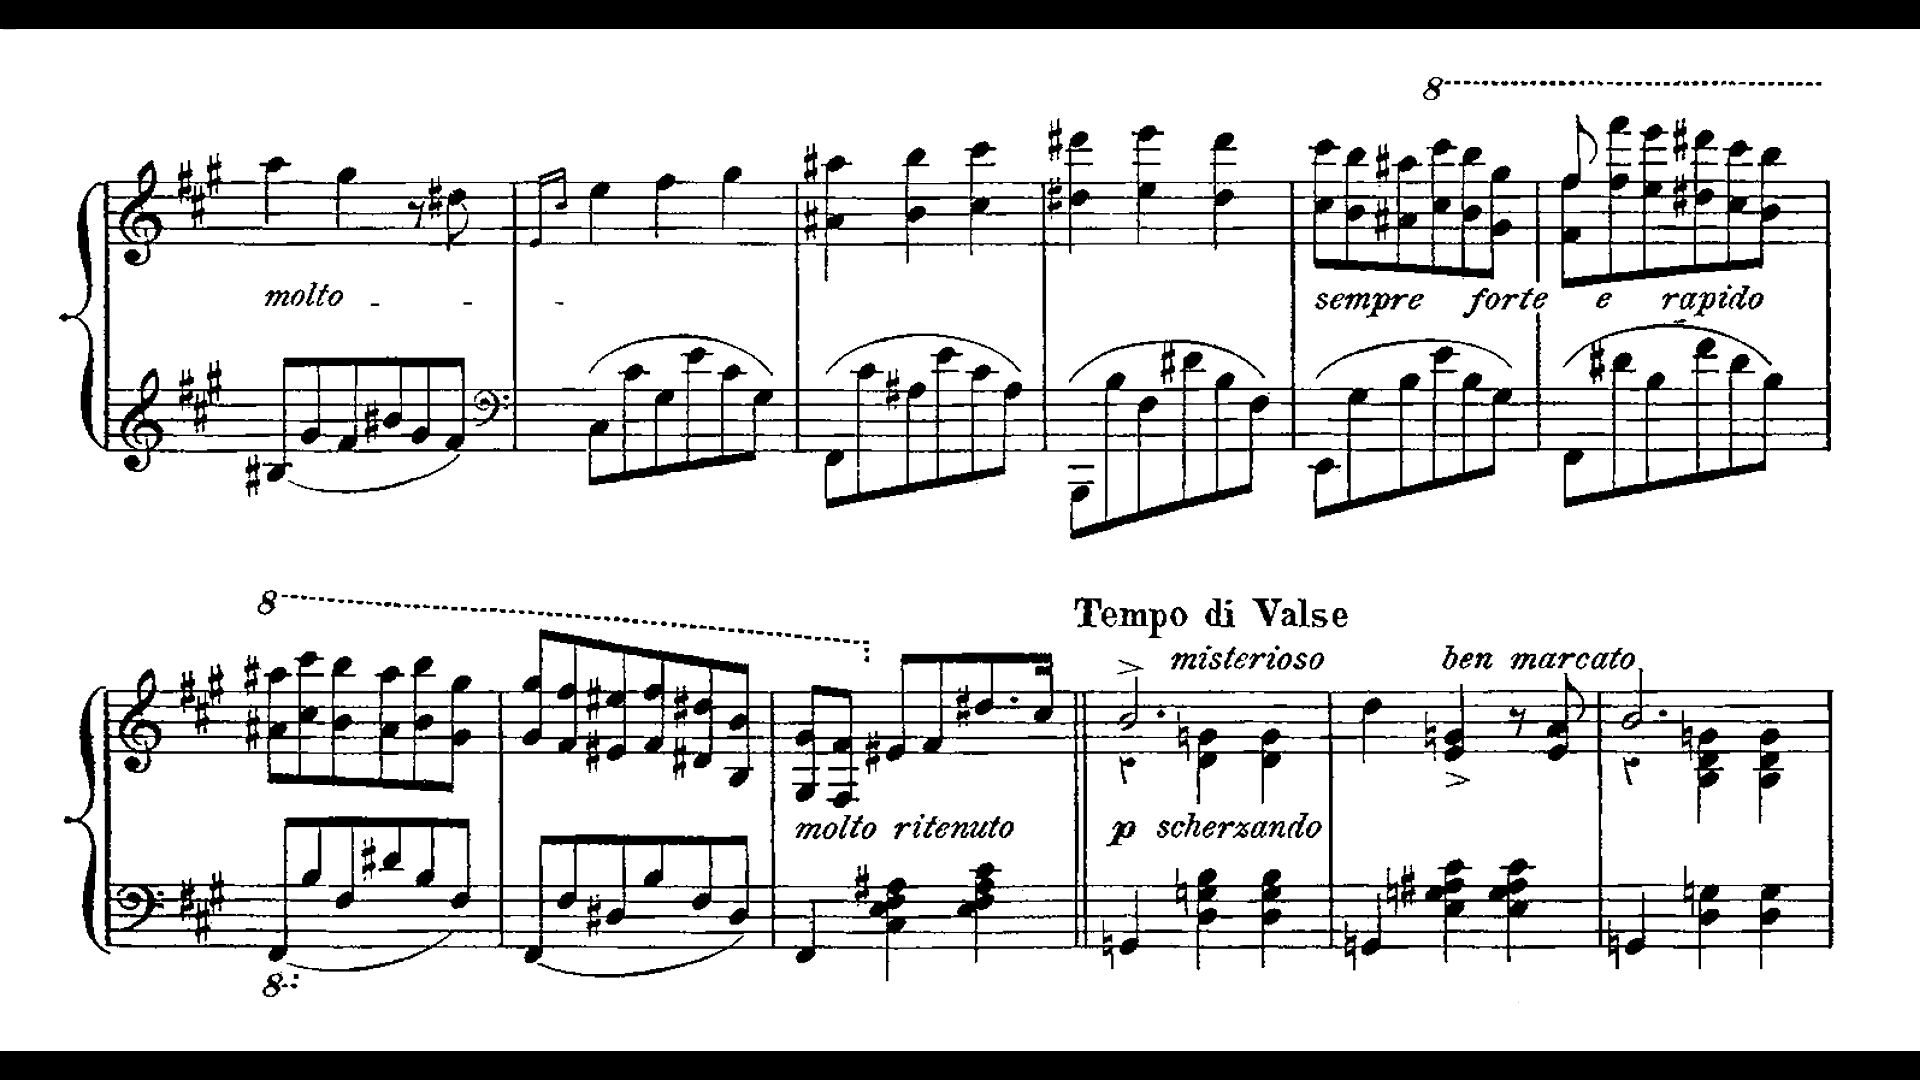 8
molto - - -
sempre forte e rapido
8
Tempo di Valse
misterioso ben marcato
molto ritenuto p scherzando
8